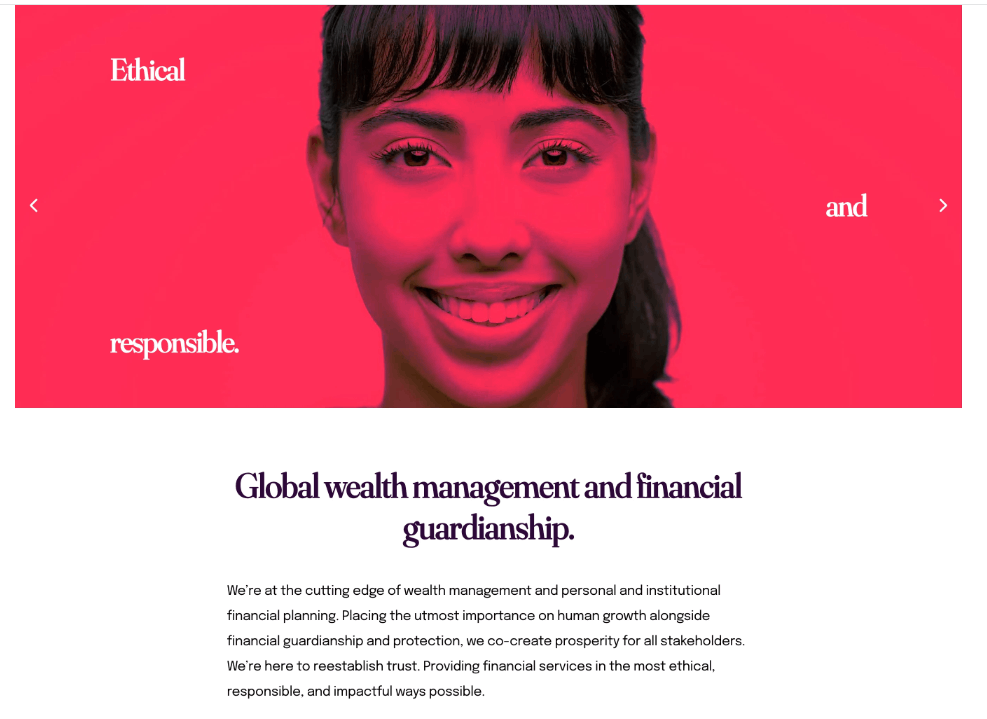 Ethical
and
responsible.
Global wealth management and financial
guardianship.
We’re at the cutting edge of wealth management and personal and institutional
financial planning. Placing the utmost importance on human growth alongside
financial guardianship and protection, we co-create prosperity for all stakeholders.
We’re here to reestablish trust. Providing financial services in the most ethical,
responsible, and impactful ways possible.